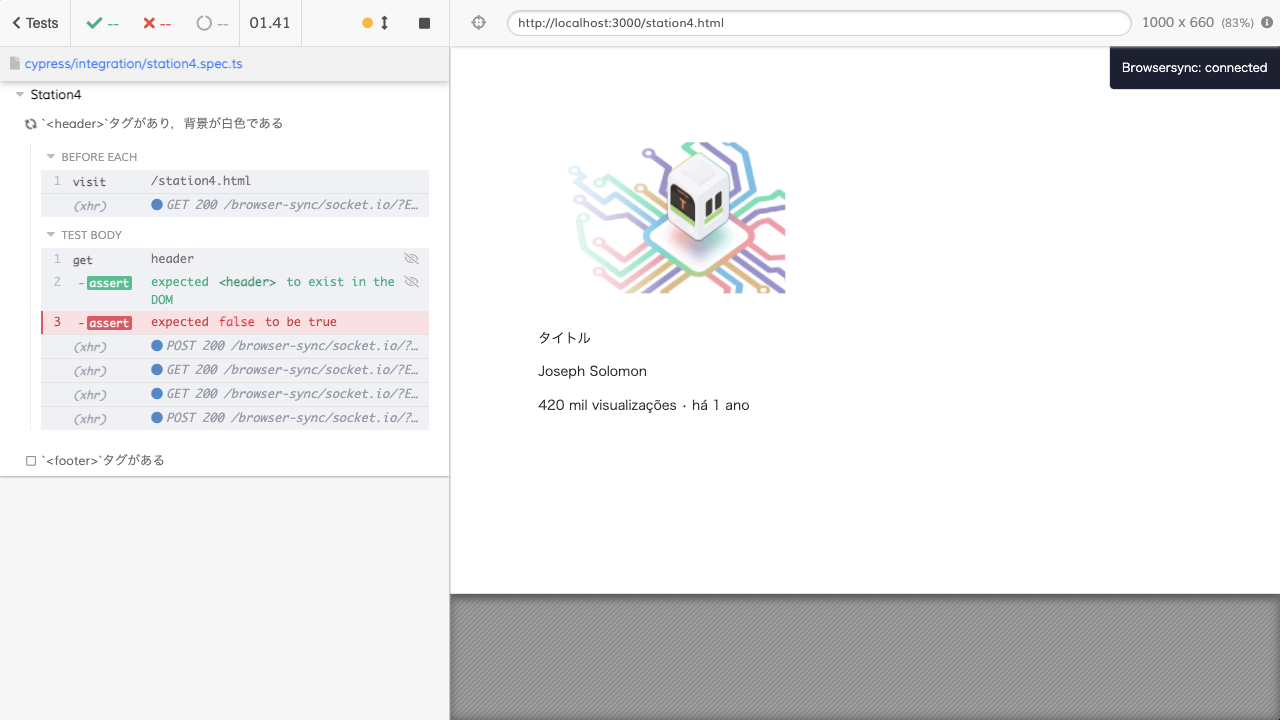 Tests
--
--
--
01.41
http://localhost:3000/station4.html
1000 x 660 (83%)
cypress/integration/station4.spec.ts
Browsersync: connected
Station4
`<header>`タグがあり，背景が白色である
BEFORE EACH
1 visit /station4.html
(xhr) GET 200 /browser-sync/socket.io/?E…
TEST BODY
1 get header
2 - assert expected <header> to exist in the
DOM
3 - assert expected false to be true
(xhr) POST 200 /browser-sync/socket.io/?…
(xhr) GET 200 /browser-sync/socket.io/?E…
(xhr) GET 200 /browser-sync/socket.io/?E…
(xhr) POST 200 /browser-sync/socket.io/?…
`<footer>`タグがある
タイトル
Joseph Solomon
420 mil visualizações・há 1 ano